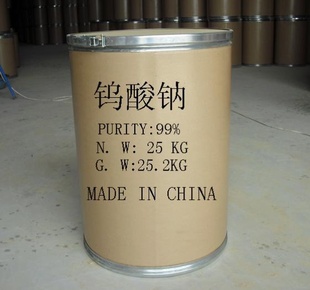 钨酸钠
PURITY:99%
N. W: 25 KG
G. W:25.2KG
MADE IN CHINA